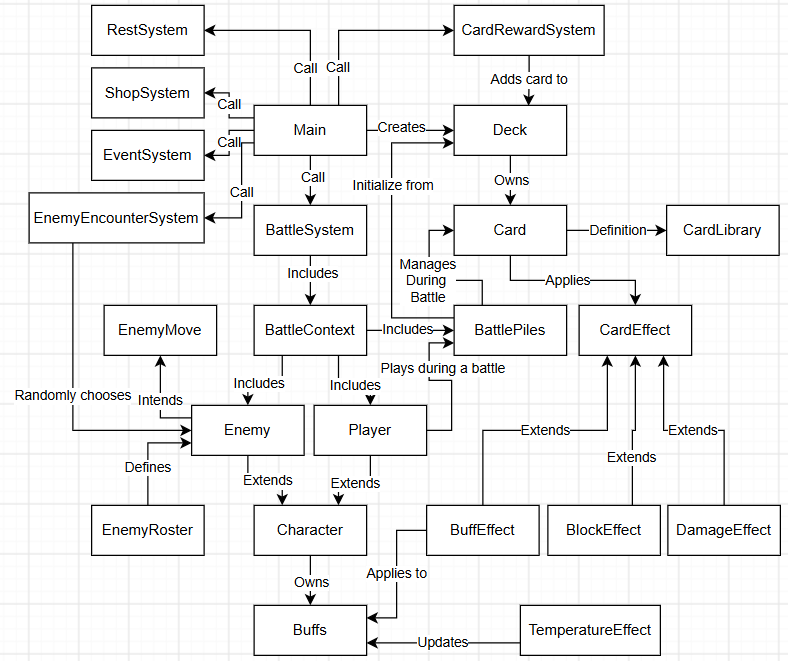 RestSystem
CardRewardSystem
Call
Call
Adds card to
ShopSystem
Call
Main
Creates
Deck
Call
EventSystem
Call
Call
Initialize from
Owns
EnemyEncounterSystem
BattleSystem
Card
Definition
CardLibrary
Includes
Manages
During
Battle
Applies
EnemyMove
BattleContext
Includes
BattlePiles
CardEffect
Plays during a battle
Includes
Includes
Randomly chooses
Intends
Enemy
Player
Extends
Extends
Extends
Defines
Extends
Extends
EnemyRoster
Character
BuffEffect
BlockEffect
DamageEffect
Applies to
Owns
Buffs
Updates
TemperatureEffect